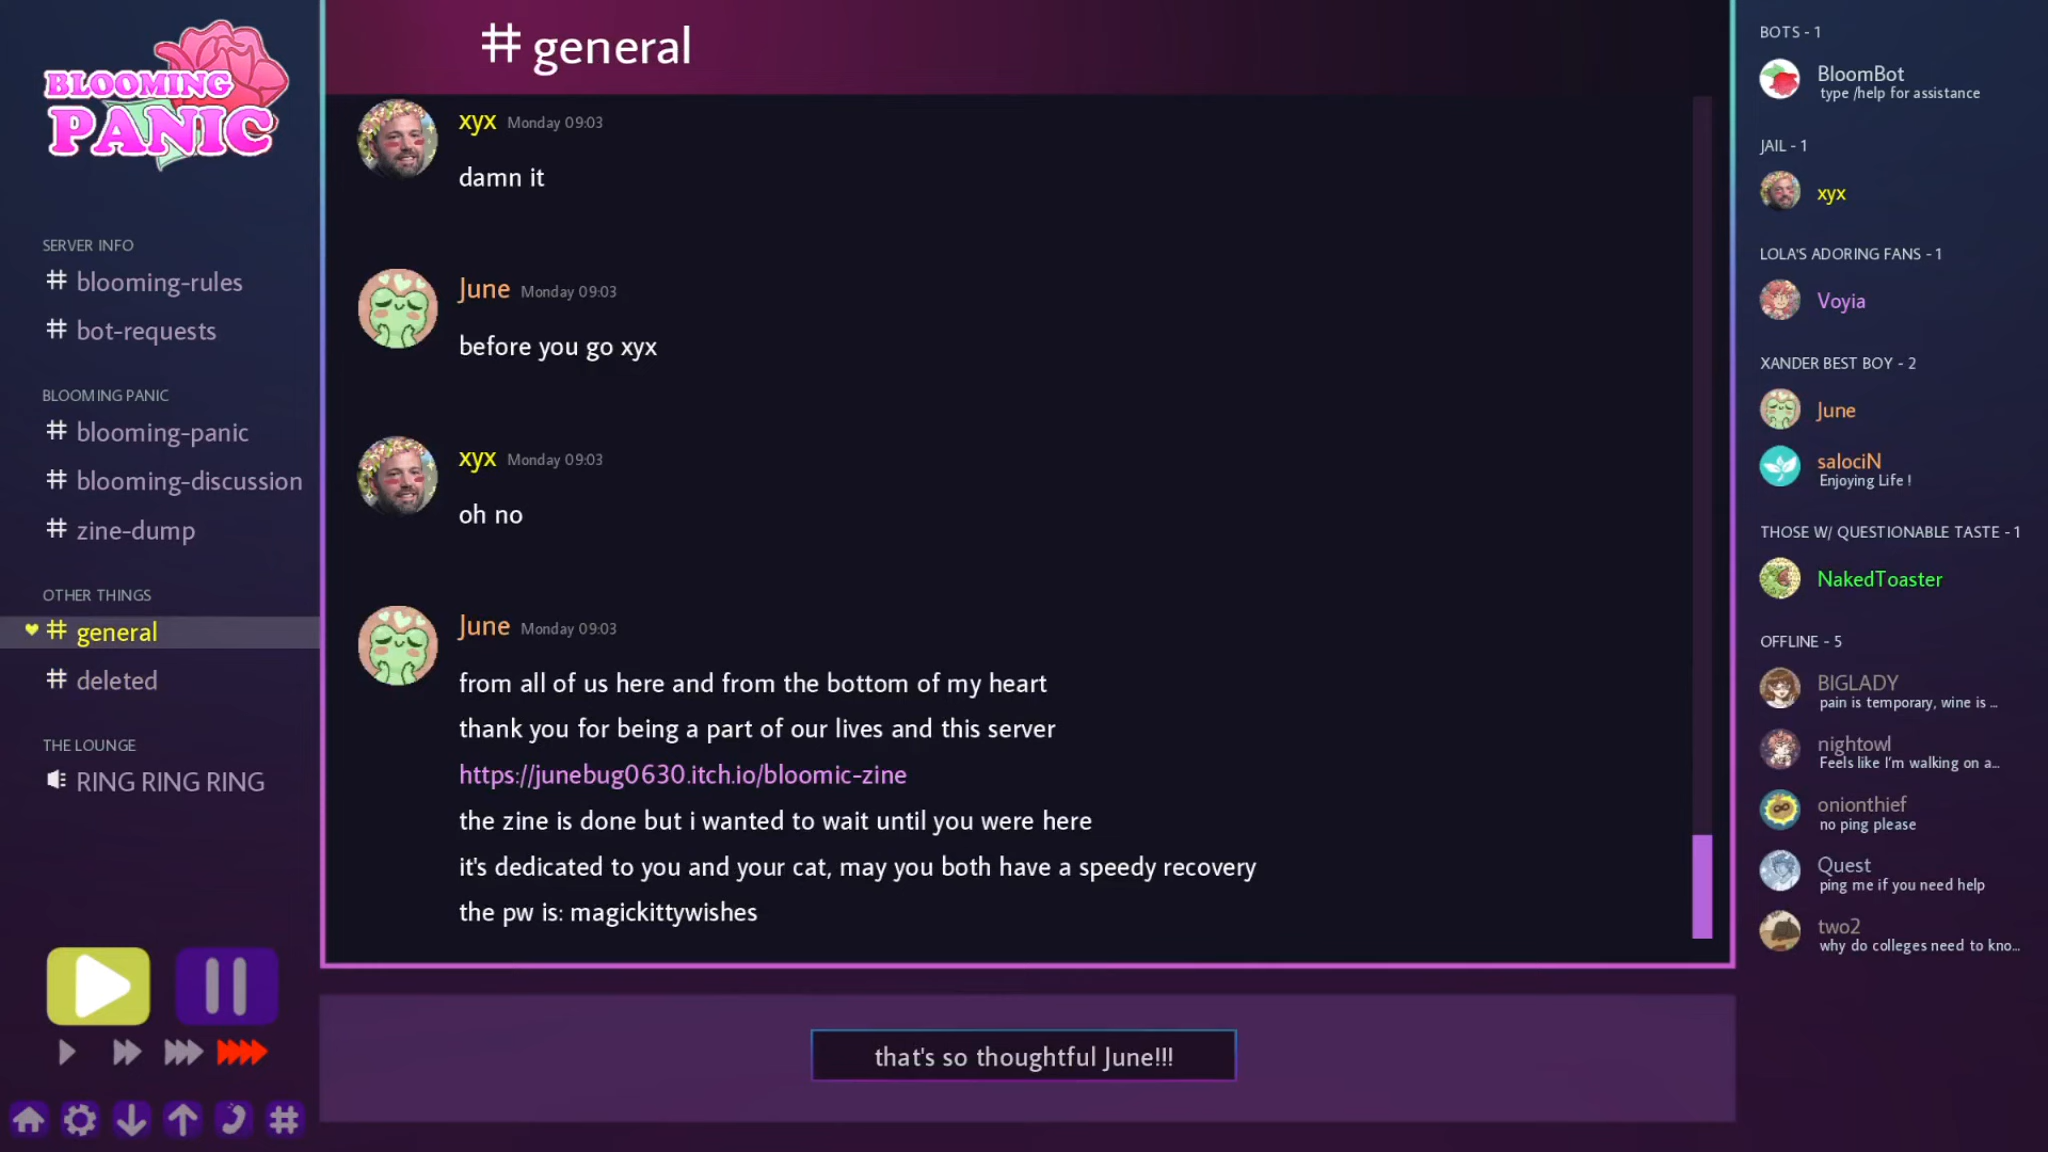 BLOOMING
PANIC
SERVER INFO
# blooming-rules
# bot-requests
BLOOMING PANIC
# blooming-panic
# blooming-discussion
# zine-dump
OTHER THINGS
# general
# deleted
THE LOUNGE
RING RING RING
# general
xyx Monday 09:03
damn it
June Monday 09:03
before you go xyx
xyx Monday 09:03
oh no
June Monday 09:03
from all of us here and from the bottom of my heart
thank you for being a part of our lives and this server
https://junebug0630.itch.io/bloomic-zine
the zine is done but i wanted to wait until you were here
it's dedicated to you and your cat, may you both have a speedy recovery
the pw is: magickittywishes
that's so thoughtful June!!!
BOTS - 1
BloomBot
type /help for assistance
JAIL - 1
xyx
LOLA'S ADORING FANS - 1
Voyia
XANDER BEST BOY - 2
June
salociN
Enjoying Life !
THOSE W/ QUESTIONABLE TASTE - 1
NakedToaster
OFFLINE - 5
BIGLADY
pain is temporary, wine is ...
nightowl
Feels like I'm walking on a...
onionthief
no ping please
Quest
ping me if you need help
two2
why do colleges need to kno...